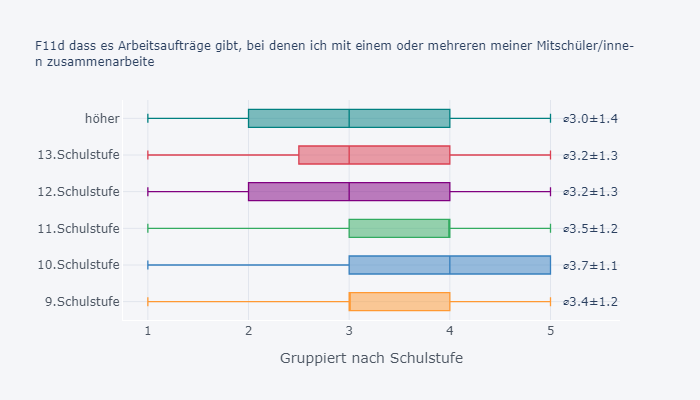 F11d dass es Arbeitsaufträge gibt, bei denen ich mit einem oder mehreren meiner Mitschüler/inne-
n zusammenarbeite
höher
⌀3.0±1.4
13.Schulstufe
⌀3.2±1.3
12.Schulstufe
⌀3.2±1.3
11.Schulstufe
⌀3.5±1.2
10.Schulstufe
⌀3.7±1.1
9.Schulstufe
⌀3.4±1.2
1 2 3 4 5
Gruppiert nach Schulstufe